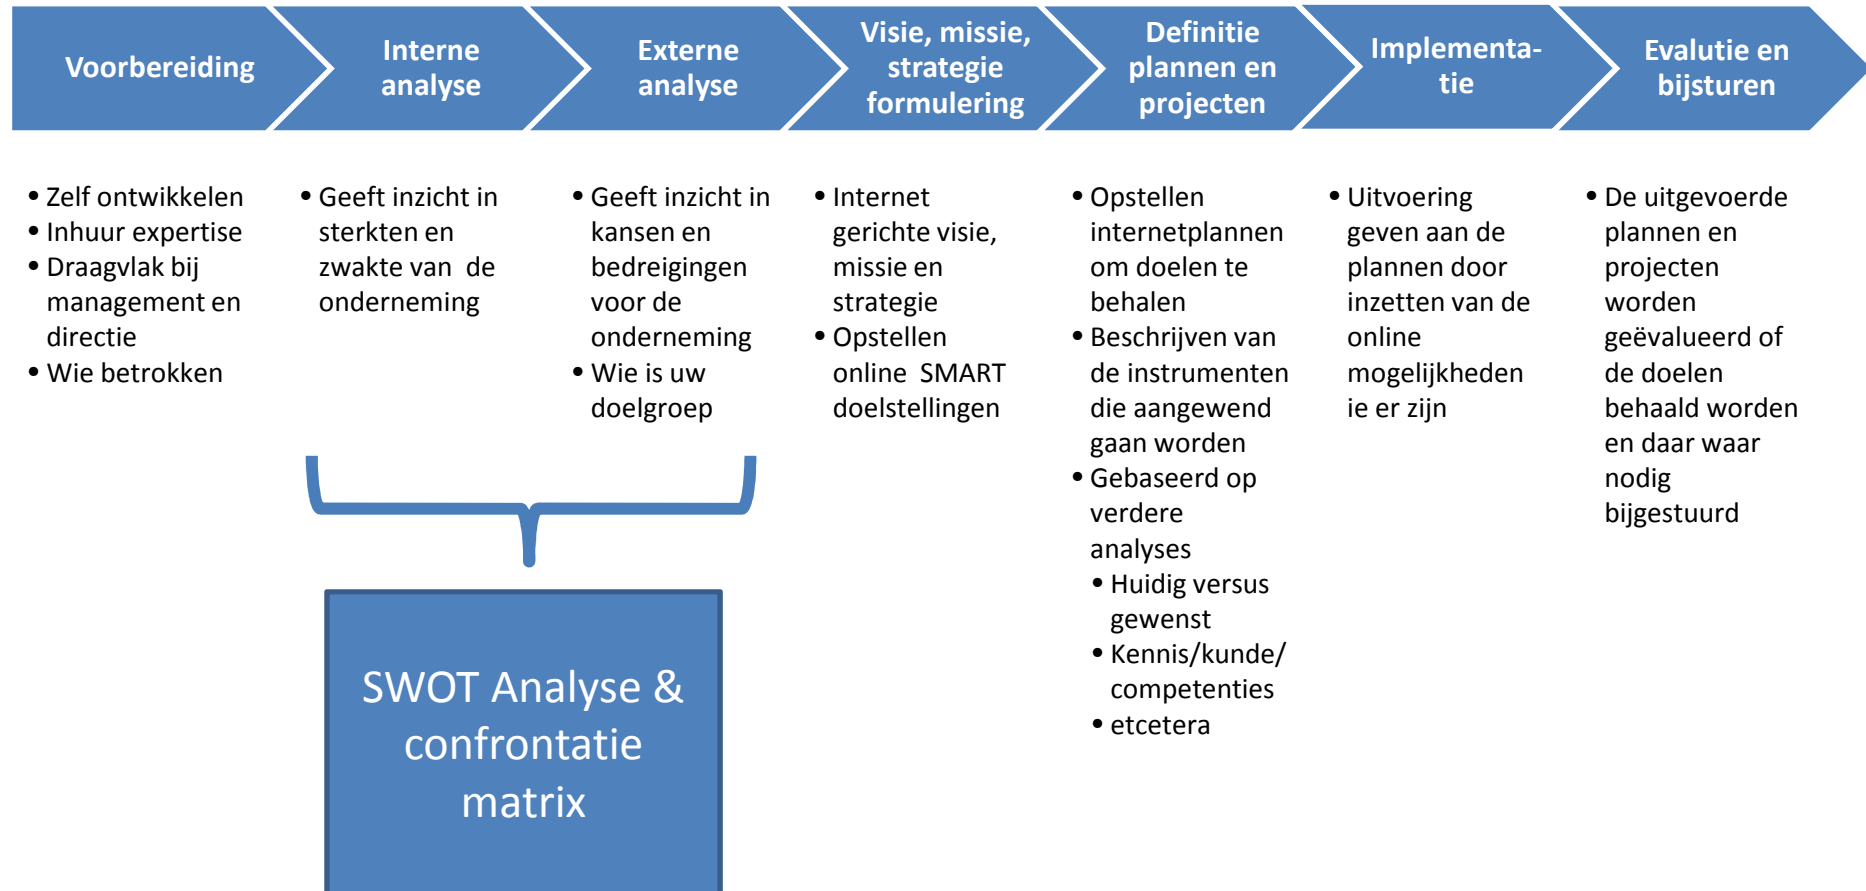 Voorbereiding
Interne
analyse
Externe
analyse
Visie, missie,
strategie
formulering
Definitie
plannen en
projecten
Implementa-
tie
Evalutie en
bijsturen
• Zelf ontwikkelen
• Inhuur expertise
• Draagvlak bij
management en
directie
• Wie betrokken
• Geeft inzicht in
sterkten en
zwakte van de
onderneming
• Geeft inzicht in
kansen en
bedreigingen
voor de
onderneming
• Wie is uw
doelgroep
• Internet
gerichte visie,
missie en
strategie
• Opstellen
online SMART
doelstellingen
• Opstellen
internetplannen
om doelen te
behalen
• Beschrijven van
de instrumenten
die aangewend
gaan worden
• Gebaseerd op
verdere
analyses
• Huidig versus
gewenst
• Kennis/kunde/
competenties
• etcetera
• Uitvoering
geven aan de
plannen door
inzetten van de
online
mogelijkheden
ie er zijn
• De uitgevoerde
plannen en
projecten
worden
geëvalueerd of
de doelen
behaald worden
en daar waar
nodig
bijgestuurd
SWOT Analyse &
confrontatie
matrix